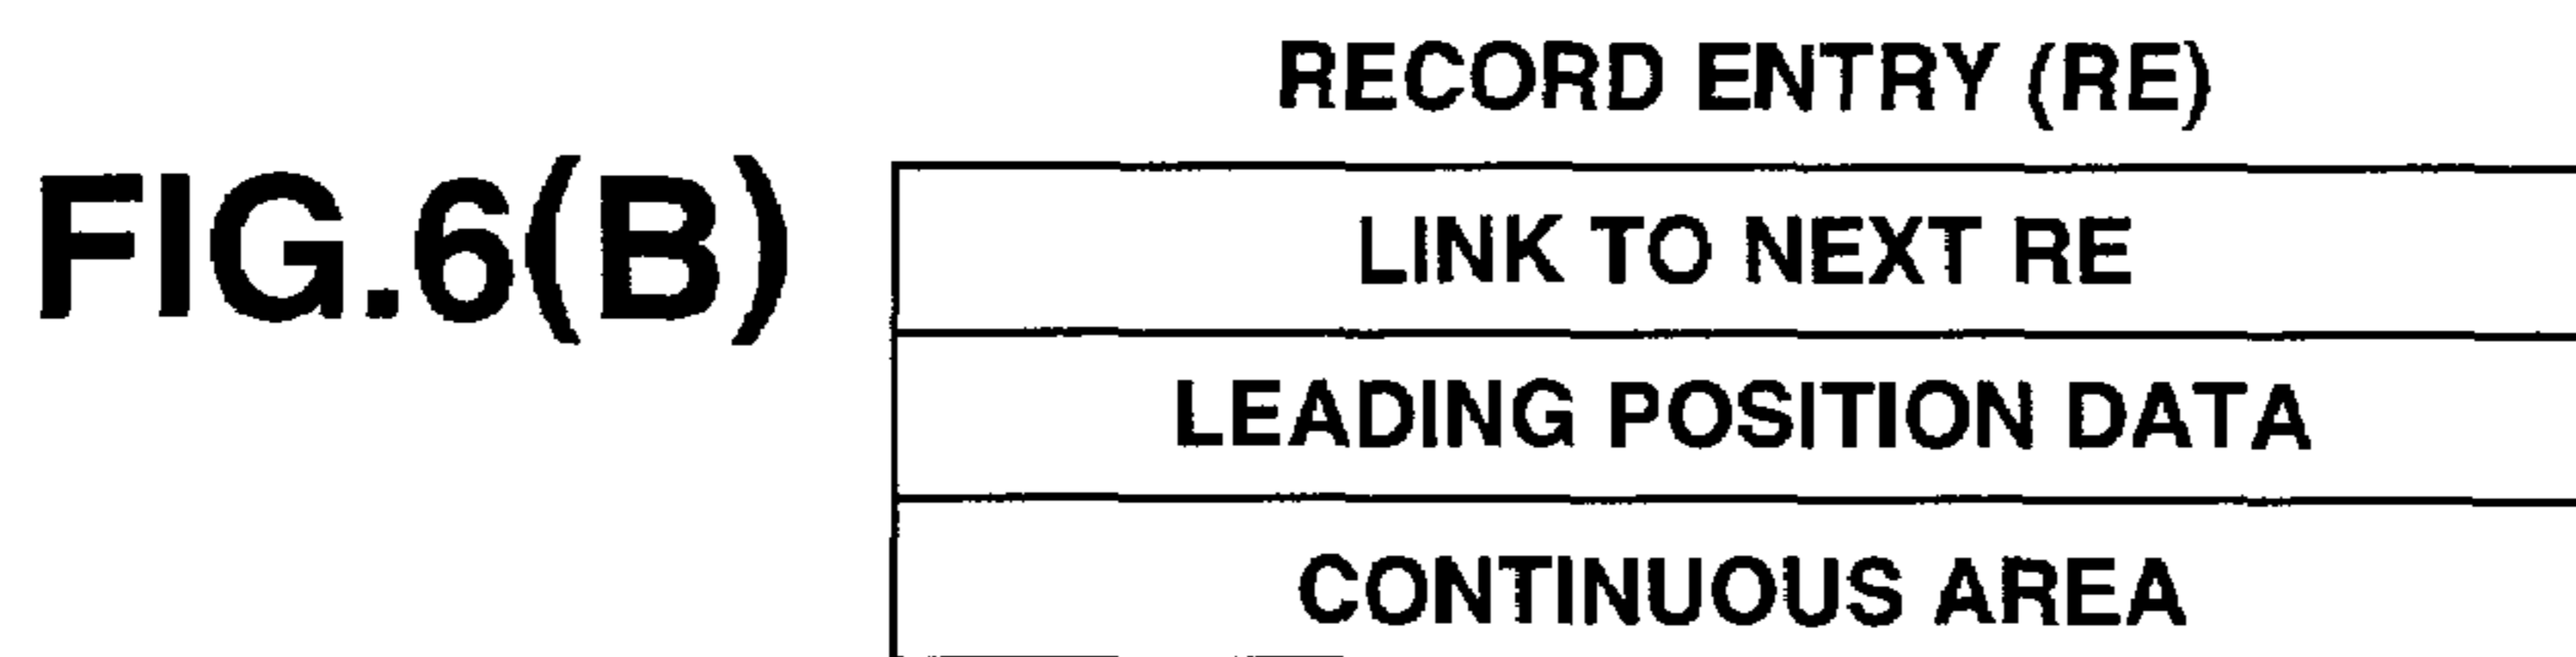 RECORD ENTRY (RE)
FIG.6(B)
LINK TO NEXT RE
LEADING POSITION DATA
CONTINUOUS AREA